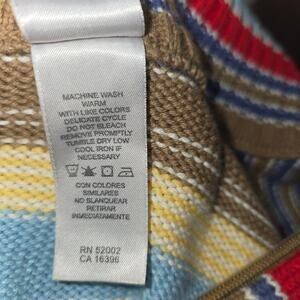 MACHINE WASH
WARM
WITH LIKE COLORS
DELICATE CYCLE
DO NOT BLEACH
REMOVE PROMPTLY
TUMBLE DRY LOW
COOL IRON IF
NECESSARY
CON COLORES
SIMILARES
NO BLANQUEAR
RETIRAR
INMEDIATAMENTE
RN 52002
CA 16396